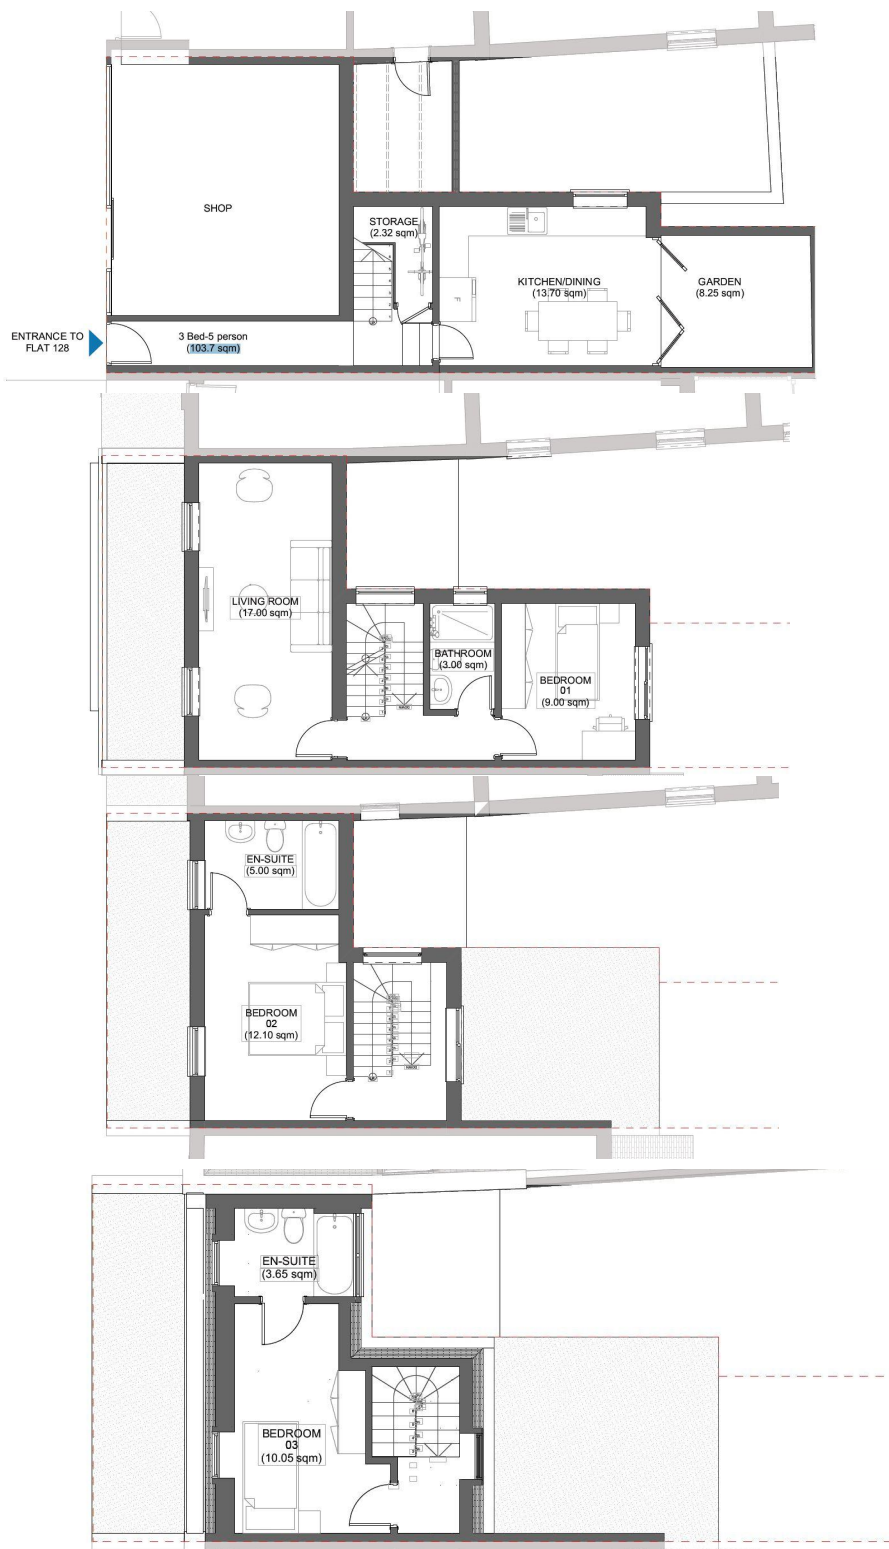 SHOP
STORAGE
(2.32 sqm)
KITCHEN/DINING
(13.70 sqm)
GARDEN
(8.25 sqm)
F
ENTRANCE TO
FLAT 128
3 Bed-5 person
(103.7 sqm)
LIVING ROOM
(17.00 sqm)
BATHROOM
(3.00 sqm)
BEDROOM
01
(9.00 sqm)
EN-SUITE
(5.00 sqm)
BEDROOM
02
(12.10 sqm)
EN-SUITE
(3.65 sqm)
BEDROOM
03
(10.05 sqm)